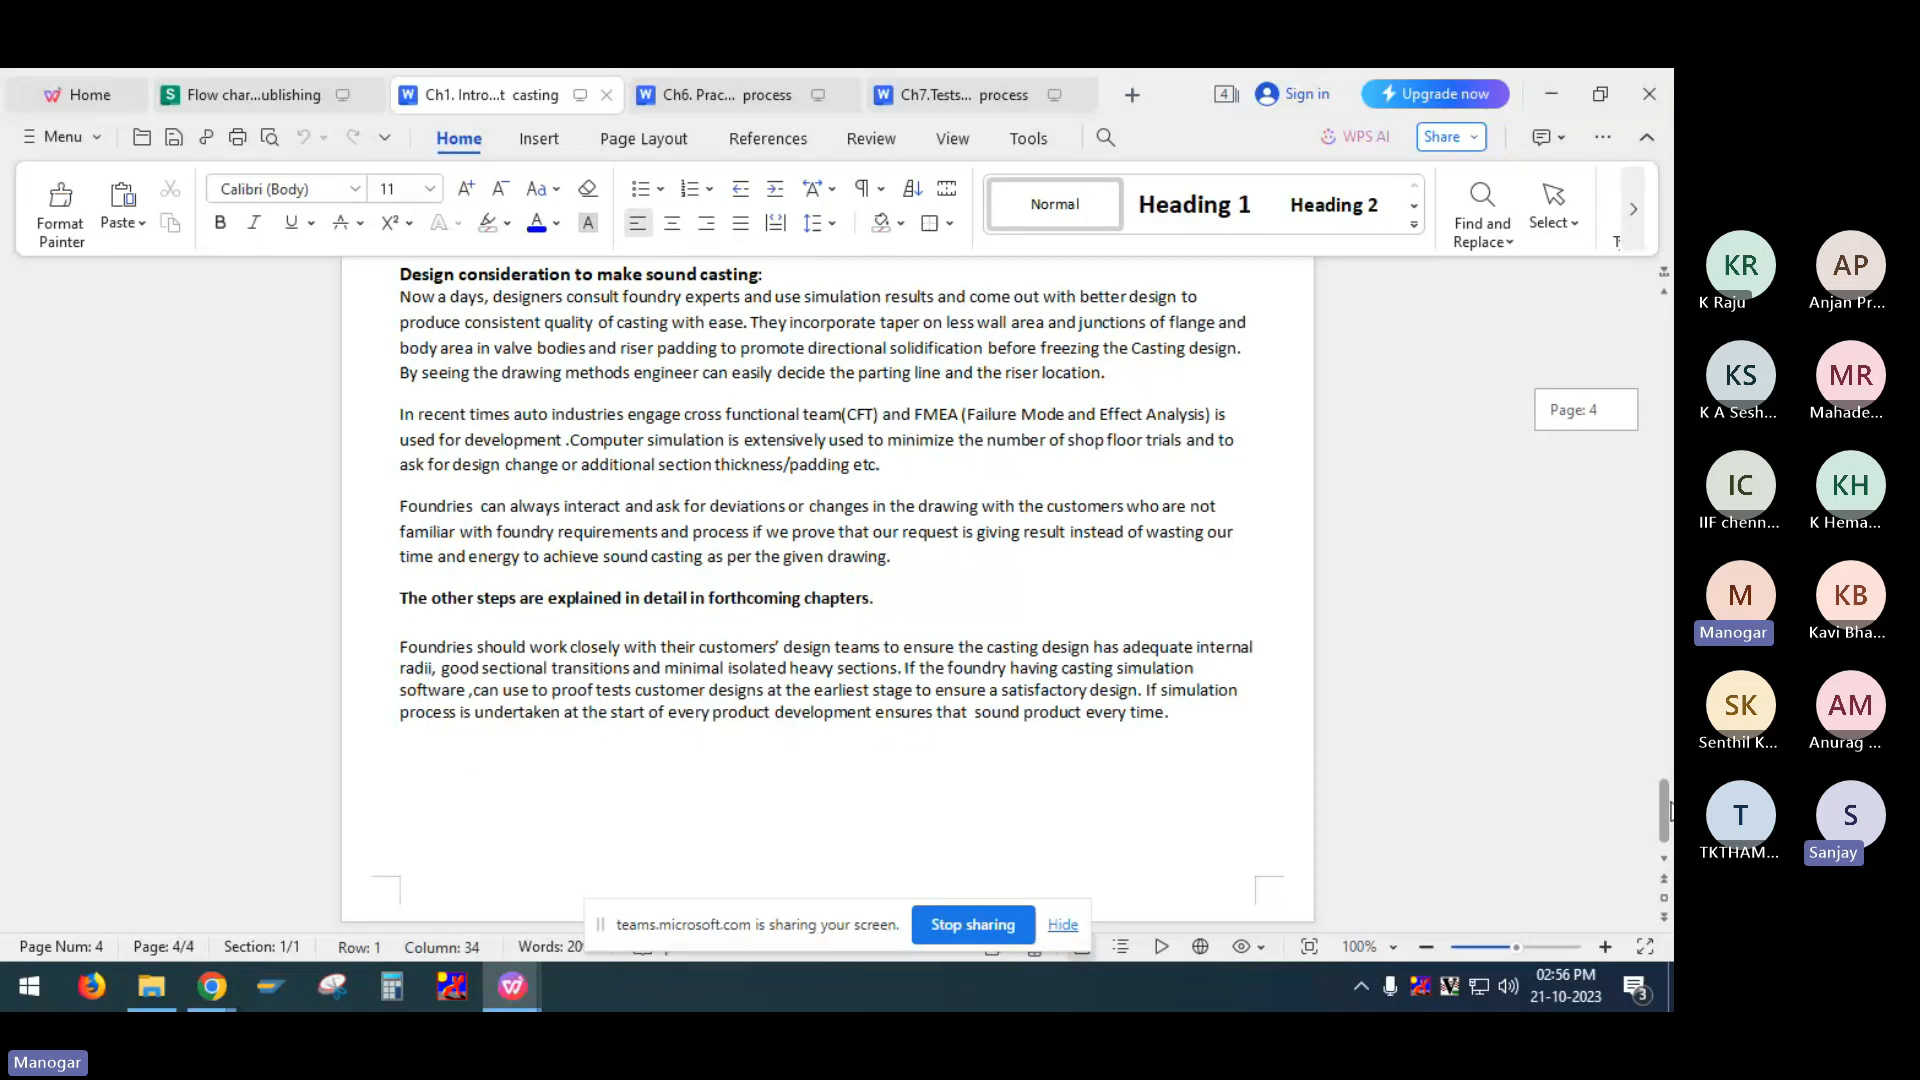 Home
Flow char...ublishing
Ch1. Intro...t casting
Ch6. Prac... process
Ch7.Tests... process
4
Sign in
Upgrade now
Menu
Home
Insert
Page Layout
References
Review
View
Tools
WPS AI
Share
Format Painter
Paste
Calibri (Body)
11
Normal
Heading 1
Heading 2
Find and Replace
Select
Design consideration to make sound casting:
Now a days, designers consult foundry experts and use simulation results and come out with better design to
produce consistent quality of casting with ease. They incorporate taper on less wall area and junctions of flange and
body area in valve bodies and riser padding to promote directional solidification before freezing the Casting design.
By seeing the drawing methods engineer can easily decide the parting line and the riser location.
In recent times auto industries engage cross functional team(CFT) and FMEA (Failure Mode and Effect Analysis) is
used for development .Computer simulation is extensively used to minimize the number of shop floor trials and to
ask for design change or additional section thickness/padding etc.
Foundries can always interact and ask for deviations or changes in the drawing with the customers who are not
familiar with foundry requirements and process if we prove that our request is giving result instead of wasting our
time and energy to achieve sound casting as per the given drawing.
The other steps are explained in detail in forthcoming chapters.
Foundries should work closely with their customers’ design teams to ensure the casting design has adequate internal
radii, good sectional transitions and minimal isolated heavy sections. If the foundry having casting simulation
software ,can use to proof tests customer designs at the earliest stage to ensure a satisfactory design. If simulation
process is undertaken at the start of every product development ensures that sound product every time.
Page: 4
teams.microsoft.com is sharing your screen.
Stop sharing
Hide
Page Num: 4
Page: 4/4
Section: 1/1
Row: 1
Column: 34
Words: 20
100%
02:56 PM
21-10-2023
3
KR
K Raju
AP
Anjan Pr...
KS
K A Sesh...
MR
Mahade...
IC
IIF chenn...
KH
K Hema...
M
Manogar
KB
Kavi Bha...
SK
Senthil K...
AM
Anurag ...
T
TKTHAM...
S
Sanjay
Manogar